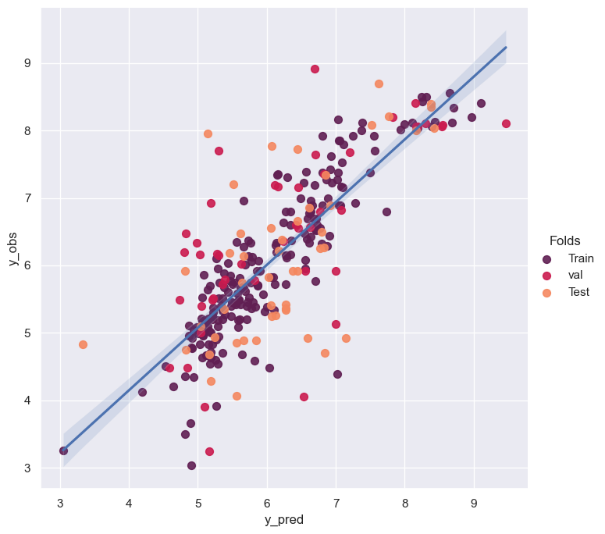 9
8
7
6
5
4
3
y_obs
3 4 5 6 7 8 9
y_pred
Folds
Train
val
Test